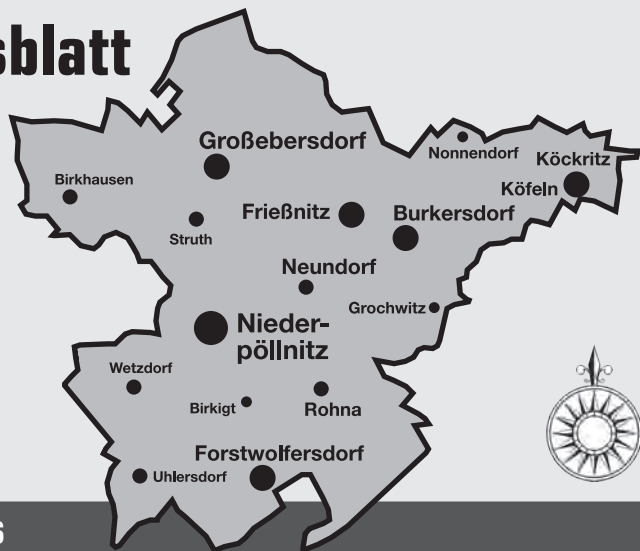 sblatt
Großebersdorf
Nonnendorf
Köckritz
Birkhausen
Köfeln
Frießnitz
Burkersdorf
Struth
Neundorf
Grochwitz
Nieder-
pöllnitz
Wetzdorf
Birkigt
Rohna
Forstwolfersdorf
Uhlersdorf